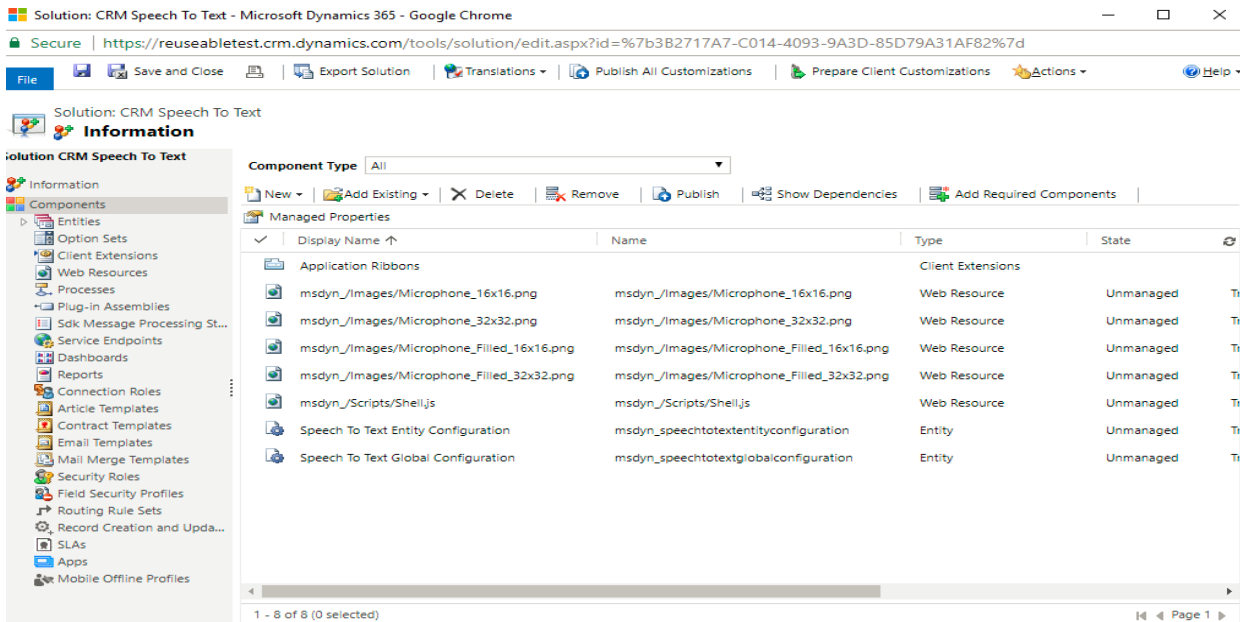 Solution: CRM Speech To Text - Microsoft Dynamics 365 - Google Chrome
Secure | https://reuseabletest.crm.dynamics.com/tools/solution/edit.aspx?id=%7b3B2717A7-C014-4093-9A3D-85D79A31AF82%7d
File Save and Close Export Solution Translations Publish All Customizations Prepare Client Customizations Actions Help
Solution: CRM Speech To Text
Information
Solution CRM Speech To Text
Information
Components
Entities
Option Sets
Client Extensions
Web Resources
Processes
Plug-in Assemblies
Sdk Message Processing St...
Service Endpoints
Dashboards
Reports
Connection Roles
Article Templates
Contract Templates
Email Templates
Mail Merge Templates
Security Roles
Field Security Profiles
Routing Rule Sets
Record Creation and Upda...
SLAs
Apps
Mobile Offline Profiles
Component Type All
New Add Existing Delete Remove Publish Show Dependencies Add Required Components
Managed Properties
Display Name Name Type State
Application Ribbons Client Extensions
msdyn_/Images/Microphone_16x16.png msdyn_/Images/Microphone_16x16.png Web Resource Unmanaged Tr
msdyn_/Images/Microphone_32x32.png msdyn_/Images/Microphone_32x32.png Web Resource Unmanaged Tr
msdyn_/Images/Microphone_Filled_16x16.png msdyn_/Images/Microphone_Filled_16x16.png Web Resource Unmanaged Tr
msdyn_/Images/Microphone_Filled_32x32.png msdyn_/Images/Microphone_Filled_32x32.png Web Resource Unmanaged Tr
msdyn_/Scripts/Shell.js msdyn_/Scripts/Shell.js Web Resource Unmanaged Tr
Speech To Text Entity Configuration msdyn_speechtotextentityconfiguration Entity Unmanaged Tr
Speech To Text Global Configuration msdyn_speechtotextglobalconfiguration Entity Unmanaged Tr
1 - 8 of 8 (0 selected) Page 1